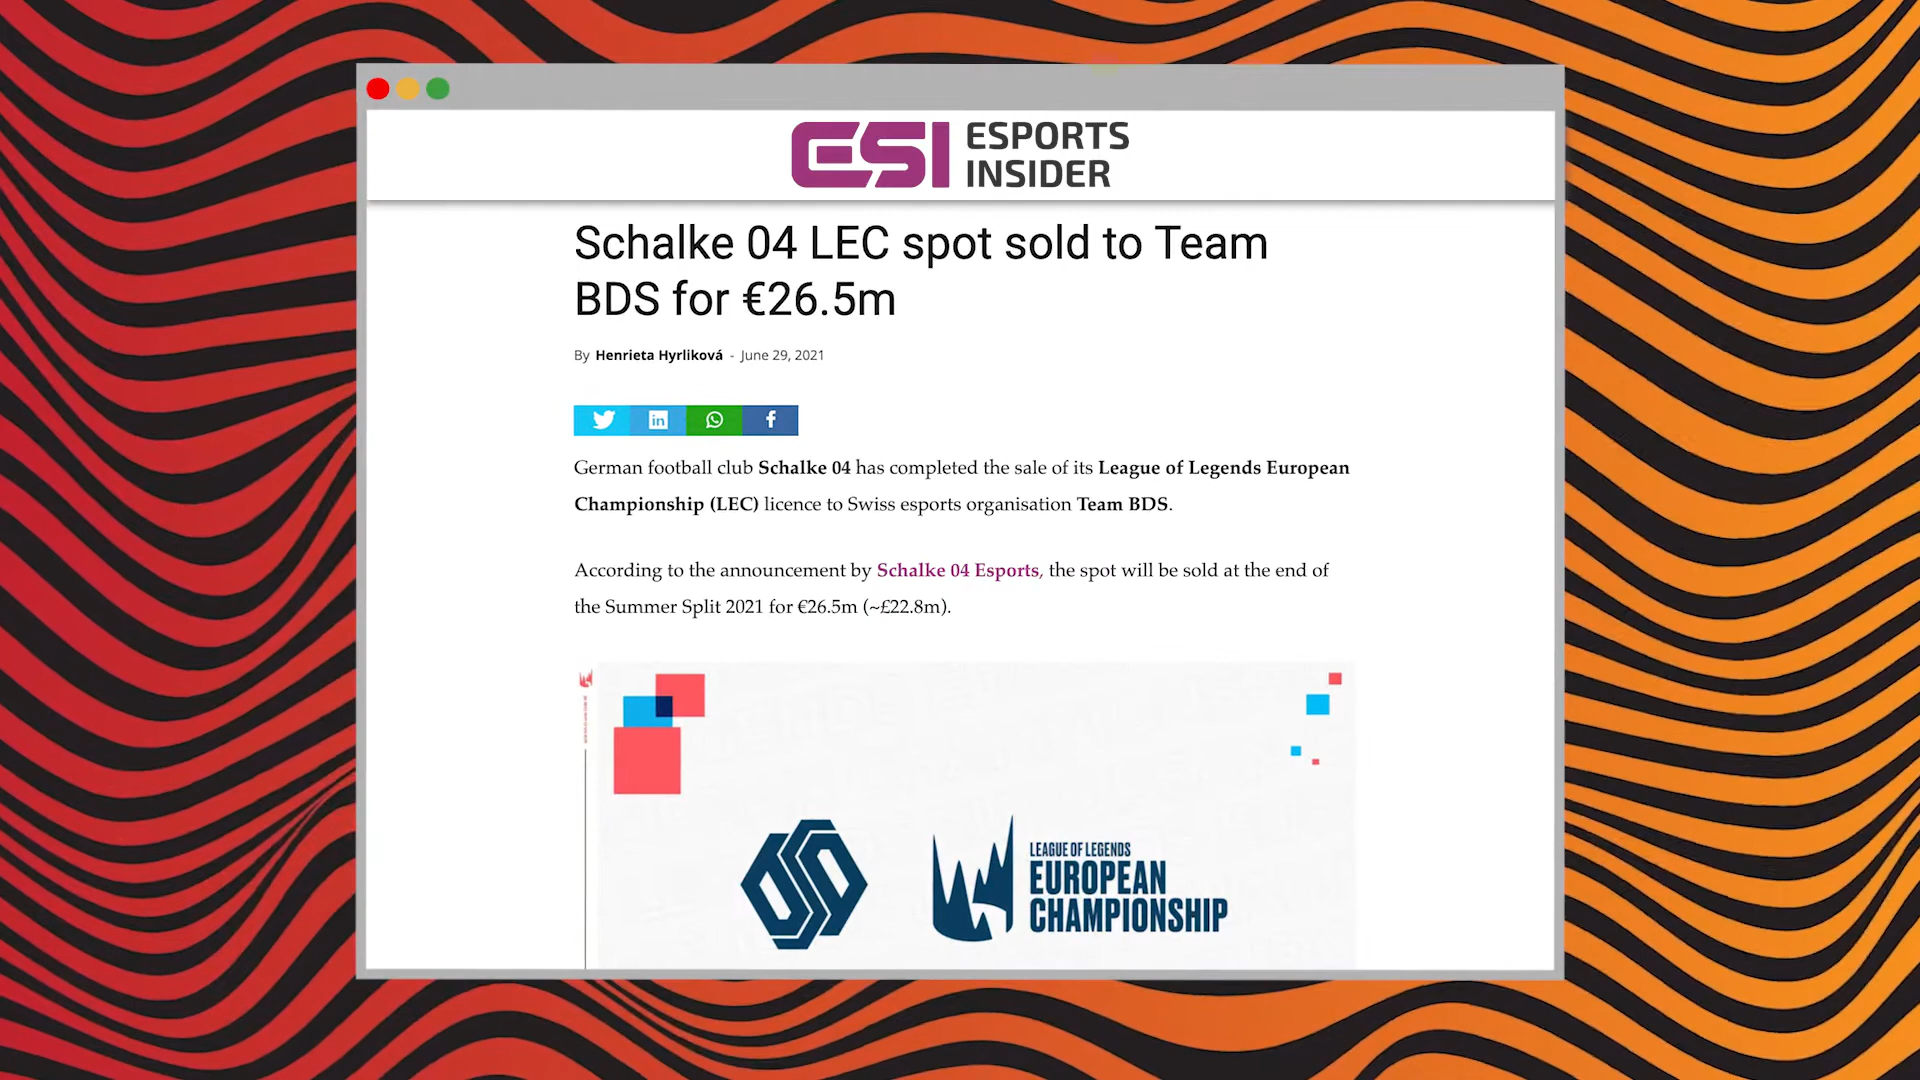 ESI ESPORTS
INSIDER
Schalke 04 LEC spot sold to Team
BDS for €26.5m
By Henrieta Hyrliková - June 29, 2021
German football club Schalke 04 has completed the sale of its League of Legends European
Championship (LEC) licence to Swiss esports organisation Team BDS.
According to the announcement by Schalke 04 Esports, the spot will be sold at the end of
the Summer Split 2021 for €26.5m (~£22.8m).
LEAGUE OF LEGENDS
EUROPEAN
CHAMPIONSHIP